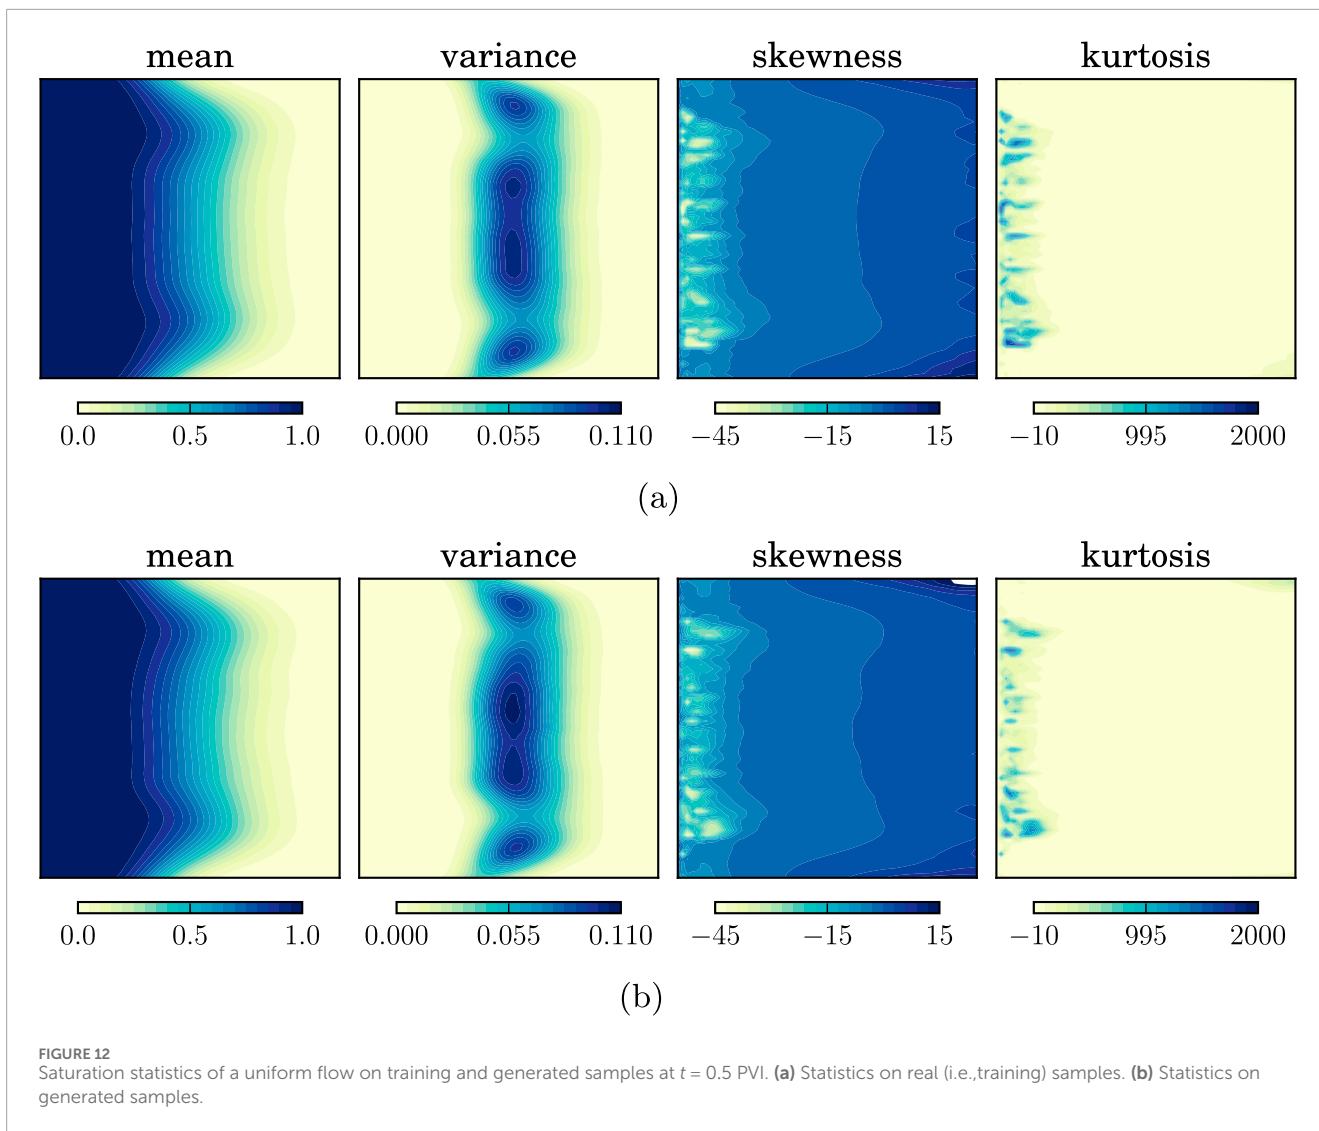 mean variance skewness kurtosis
0.0 0.5 1.0 0.000 0.055 0.110 −45 −15 15 −10 995 2000
(a)
mean variance skewness kurtosis
0.0 0.5 1.0 0.000 0.055 0.110 −45 −15 15 −10 995 2000
(b)
FIGURE 12
Saturation statistics of a uniform flow on training and generated samples at t = 0.5 PVI. (a) Statistics on real (i.e.,training) samples. (b) Statistics on
generated samples.